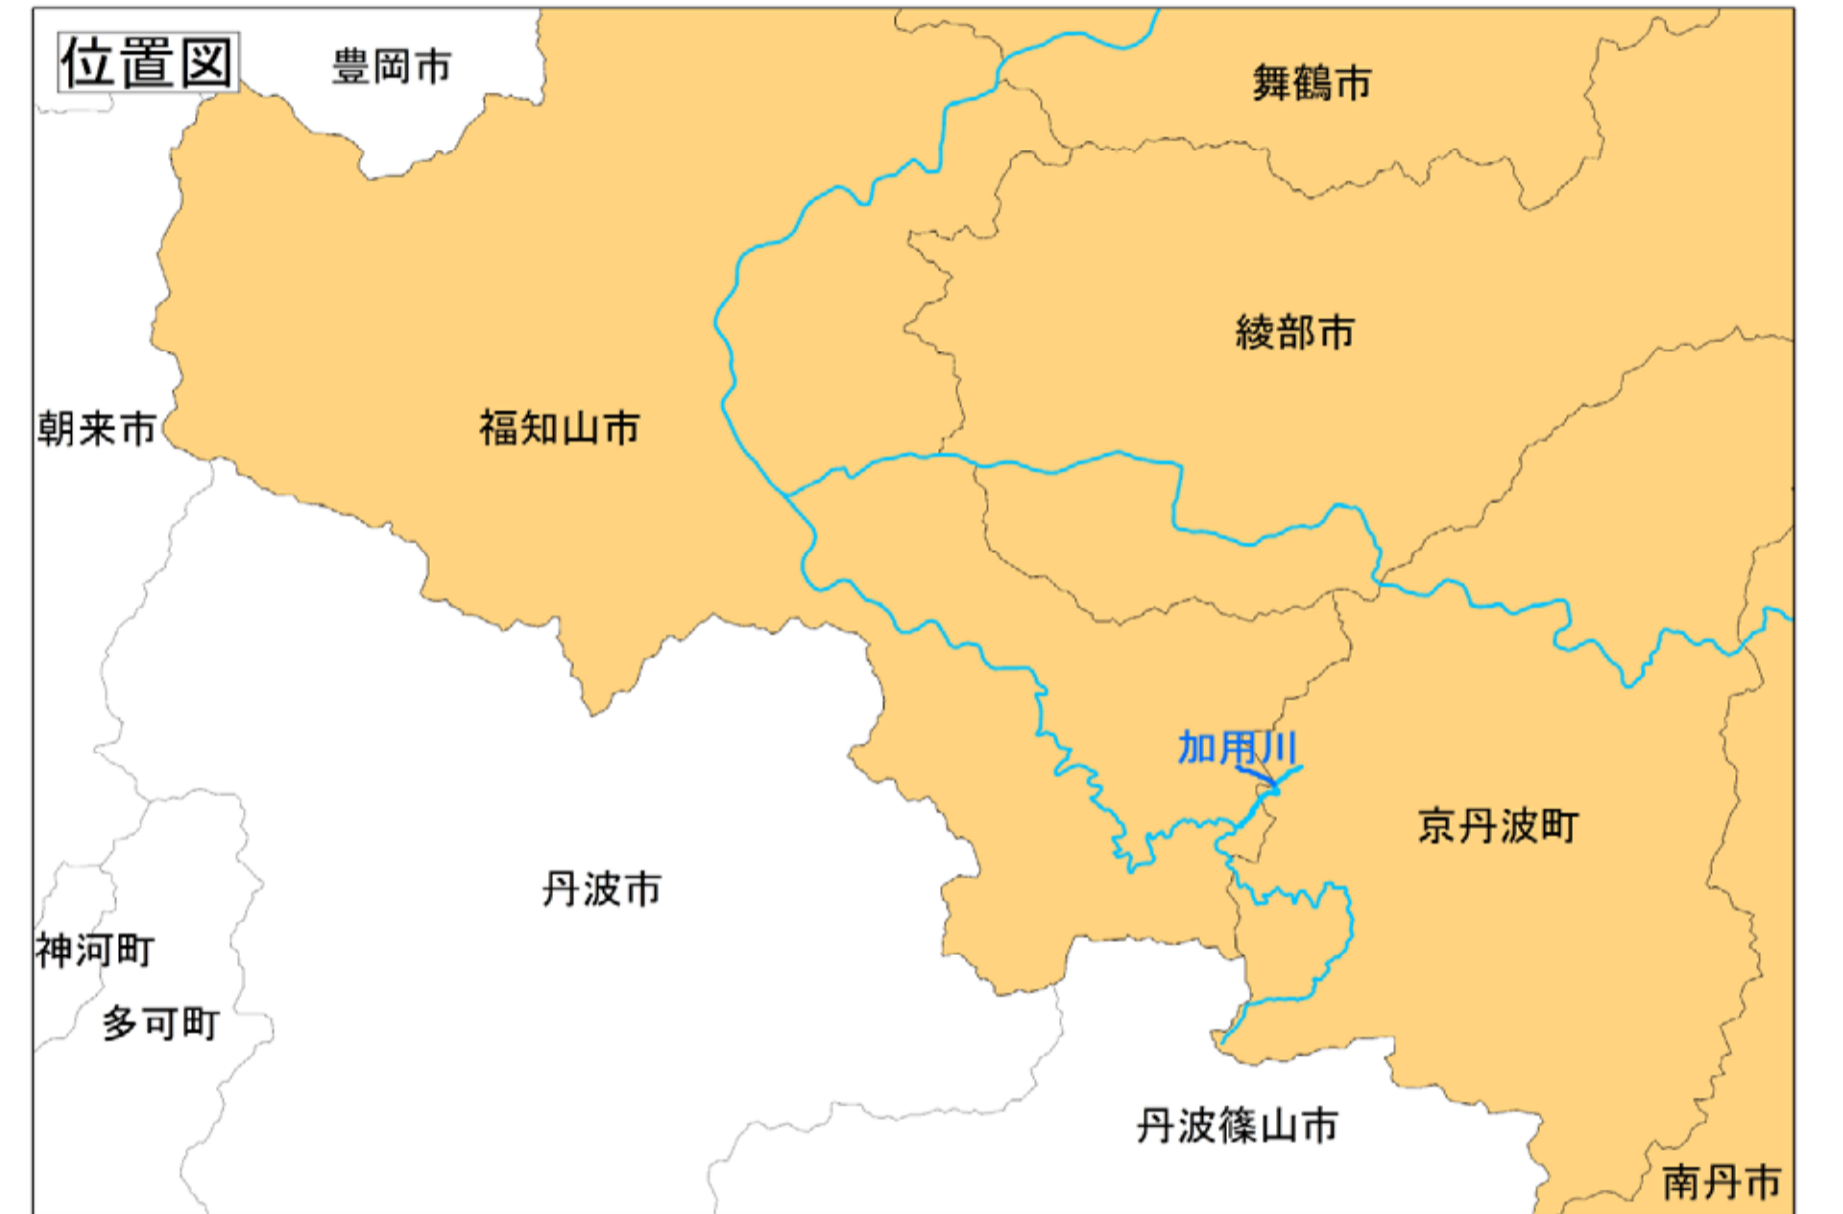 位置図
豊岡市
舞鶴市
綾部市
朝来市
福知山市
加用川
京丹波町
丹波市
神河町
多可町
丹波篠山市
南丹市